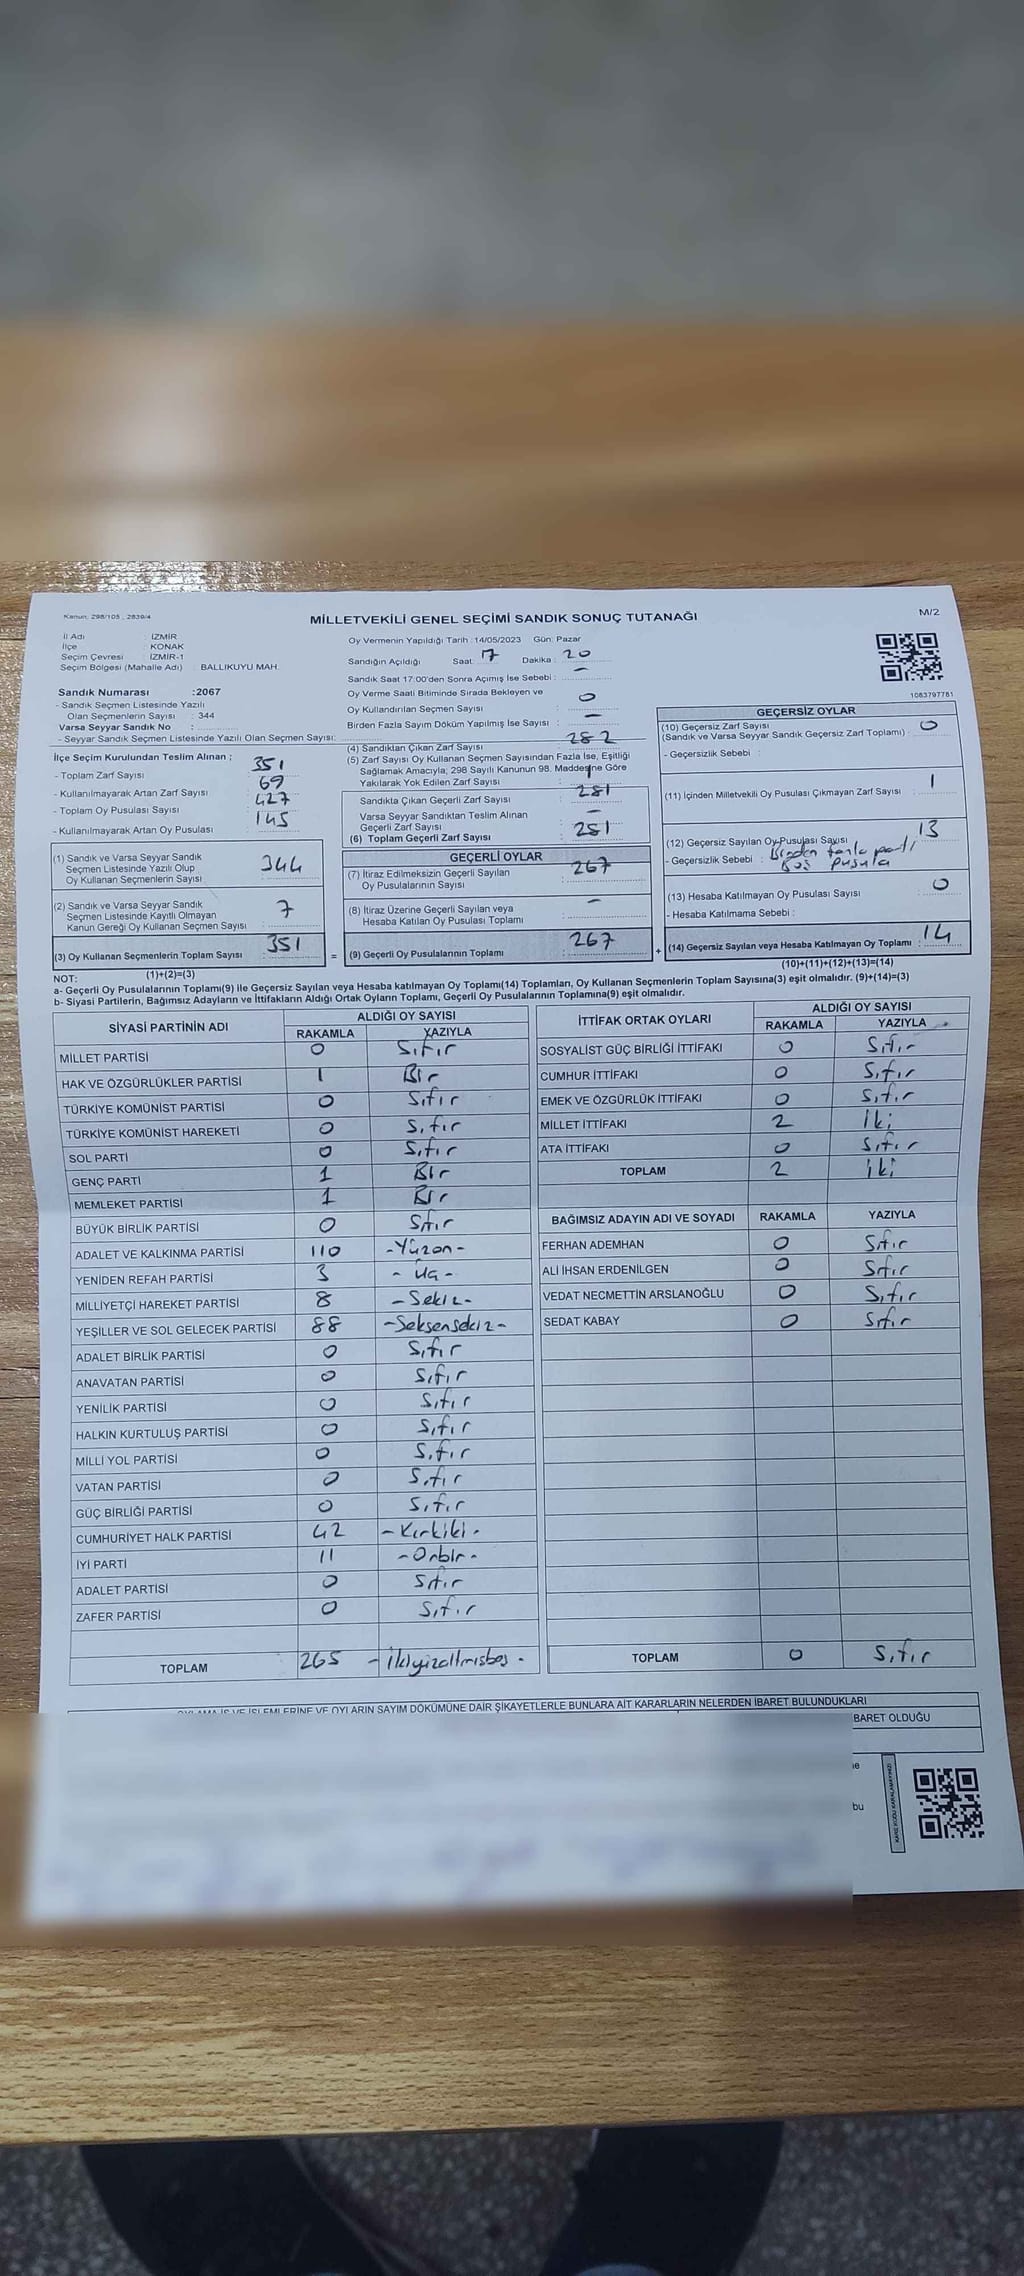 Kanun: 298/105 , 2839/4
MİLLETVEKİLİ GENEL SEÇİMİ SANDIK SONUÇ TUTANAĞI
M/2
İl Adı : İZMİR
İlçe : KONAK
Seçim Çevresi : İZMİR-1
Seçim Bölgesi (Mahalle Adı) : BALLIKUYU MAH.
Sandık Numarası :2067
- Sandık Seçmen Listesinde Yazılı
Olan Seçmenlerin Sayısı : 344
Varsa Seyyar Sandık No :
- Seyyar Sandık Seçmen Listesinde Yazılı Olan Seçmen Sayısı:
Oy Vermenin Yapıldığı Tarih :14/05/2023 Gün: Pazar
Sandığın Açıldığı Saat: 17 Dakika : 20
Sandık Saat 17:00'den Sonra Açımış İse Sebebi : -
Oy Verme Saati Bitiminde Sırada Bekleyen ve
Oy Kullandırılan Seçmen Sayısı : 0
Birden Fazla Sayım Döküm Yapılmış İse Sayısı : -
1083797781
İlçe Seçim Kurulundan Teslim Alınan ;
- Toplam Zarf Sayısı : 351
- Kullanılmayarak Artan Zarf Sayısı : 69
- Toplam Oy Pusulası Sayısı : 427
- Kullanılmayarak Artan Oy Pusulası : 145
(1) Sandık ve Varsa Seyyar Sandık
Seçmen Listesinde Yazılı Olup
Oy Kullanan Seçmenlerin Sayısı : 344
(2) Sandık ve Varsa Seyyar Sandık
Seçmen Listesinde Kayıtlı Olmayan
Kanun Gereği Oy Kullanan Seçmen Sayısı : 7
(3) Oy Kullanan Seçmenlerin Toplam Sayısı : 351
(1)+(2)=(3)
(4) Sandıktan Çıkan Zarf Sayısı : 282
(5) Zarf Sayısı Oy Kullanan Seçmen Sayısından Fazla İse, Eşitliği
Sağlamak Amacıyla; 298 Sayılı Kanunun 98. Maddesine Göre
Yakılarak Yok Edilen Zarf Sayısı : 1
Sandıkta Çıkan Geçerli Zarf Sayısı : 281
Varsa Seyyar Sandıktan Teslim Alınan
Geçerli Zarf Sayısı : -
(6) Toplam Geçerli Zarf Sayısı : 281
GEÇERLİ OYLAR
(7) İtiraz Edilmeksizin Geçerli Sayılan
Oy Pusulalarının Sayısı : 267
(8) İtiraz Üzerine Geçerli Sayılan veya
Hesaba Katılan Oy Pusulası Toplamı : -
= (9) Geçerli Oy Pusulalarının Toplamı : 267 +
GEÇERSİZ OYLAR
(10) Geçersiz Zarf Sayısı
(Sandık ve Varsa Seyyar Sandık Geçersiz Zarf Toplamı) : 0
- Geçersizlik Sebebi :
(11) İçinden Milletvekili Oy Pusulası Çıkmayan Zarf Sayısı : 1
(12) Geçersiz Sayılan Oy Pusulası Sayısı : 13
- Geçersizlik Sebebi : Birden fazla parti
Boş pusula
(13) Hesaba Katılmayan Oy Pusulası Sayısı : 0
- Hesaba Katılmama Sebebi :
(14) Geçersiz Sayılan veya Hesaba Katılmayan Oy Toplamı : 14
(10)+(11)+(12)+(13)=(14)
NOT:
a- Geçerli Oy Pusulalarının Toplamı(9) ile Geçersiz Sayılan veya Hesaba katılmayan Oy Toplamı(14) Toplamları, Oy Kullanan Seçmenlerin Toplam Sayısına(3) eşit olmalıdır. (9)+(14)=(3)
b- Siyasi Partilerin, Bağımsız Adayların ve İttifakların Aldığı Ortak Oyların Toplamı, Geçerli Oy Pusulalarının Toplamına(9) eşit olmalıdır.
SİYASİ PARTİNİN ADI ALDIĞI OY SAYISI
RAKAMLA YAZIYLA
MİLLET PARTİSİ 0 Sıfır
HAK VE ÖZGÜRLÜKLER PARTİSİ 1 Bir
TÜRKİYE KOMÜNİST PARTİSİ 0 Sıfır
TÜRKİYE KOMÜNİST HAREKETİ 0 Sıfır
SOL PARTİ 0 Sıfır
GENÇ PARTİ 1 Bir
MEMLEKET PARTİSİ 1 Bir
BÜYÜK BİRLİK PARTİSİ 0 Sıfır
ADALET VE KALKINMA PARTİSİ 110 -Yüzon-
YENİDEN REFAH PARTİSİ 3 -Üç-
MİLLİYETÇİ HAREKET PARTİSİ 8 -Sekiz-
YEŞİLLER VE SOL GELECEK PARTİSİ 88 -Seksensekiz-
ADALET BİRLİK PARTİSİ 0 Sıfır
ANAVATAN PARTİSİ 0 Sıfır
YENİLİK PARTİSİ 0 Sıfır
HALKIN KURTULUŞ PARTİSİ 0 Sıfır
MİLLİ YOL PARTİSİ 0 Sıfır
VATAN PARTİSİ 0 Sıfır
GÜÇ BİRLİĞİ PARTİSİ 0 Sıfır
CUMHURİYET HALK PARTİSİ 42 -Kırkiki-
İYİ PARTİ 11 -Onbir-
ADALET PARTİSİ 0 Sıfır
ZAFER PARTİSİ 0 Sıfır
TOPLAM 265 -İkiyüzaltmışbeş-
İTTİFAK ORTAK OYLARI ALDIĞI OY SAYISI
RAKAMLA YAZIYLA
SOSYALİST GÜÇ BİRLİĞİ İTTİFAKI 0 Sıfır
CUMHUR İTTİFAKI 0 Sıfır
EMEK VE ÖZGÜRLÜK İTTİFAKI 0 Sıfır
MİLLET İTTİFAKI 2 İki
ATA İTTİFAKI 0 Sıfır
TOPLAM 2 İki
BAĞIMSIZ ADAYIN ADI VE SOYADI RAKAMLA YAZIYLA
FERHAN ADEMHAN 0 Sıfır
ALİ İHSAN ERDENİLGEN 0 Sıfır
VEDAT NECMETTİN ARSLANOĞLU 0 Sıfır
SEDAT KABAY 0 Sıfır
TOPLAM 0 Sıfır
OYLAMA İŞ VE İŞLEMLERİNE VE OYLARIN SAYIM DÖKÜMÜNE DAİR ŞİKAYETLERLE BUNLARA AİT KARARLARIN NELERDEN İBARET BULUNDUKLARI
BARET OLDUĞU
bu
KARE KODU KARALAMAYINIZ!